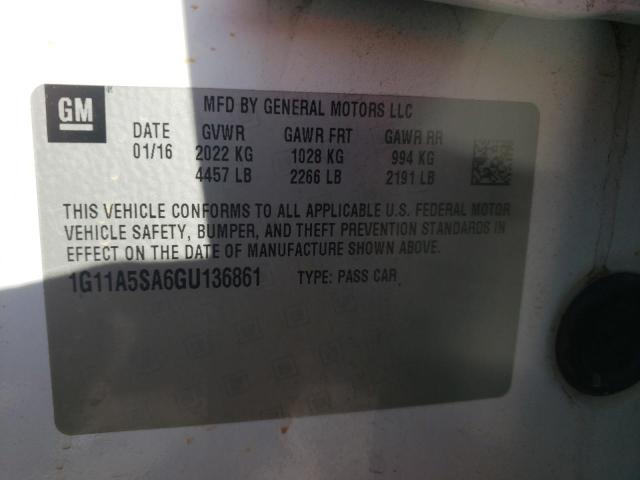 GM
MFD BY GENERAL MOTORS LLC
DATE GVWR GAWR FRT GAWR RR
01/16 2022 KG 1028 KG 994 KG
4457 LB 2266 LB 2191 LB
THIS VEHICLE CONFORMS TO ALL APPLICABLE U.S. FEDERAL MOTOR
VEHICLE SAFETY, BUMPER, AND THEFT PREVENTION STANDARDS IN
EFFECT ON THE DATE OF MANUFACTURE SHOWN ABOVE.
1G11A5SA6GU136861 TYPE: PASS CAR